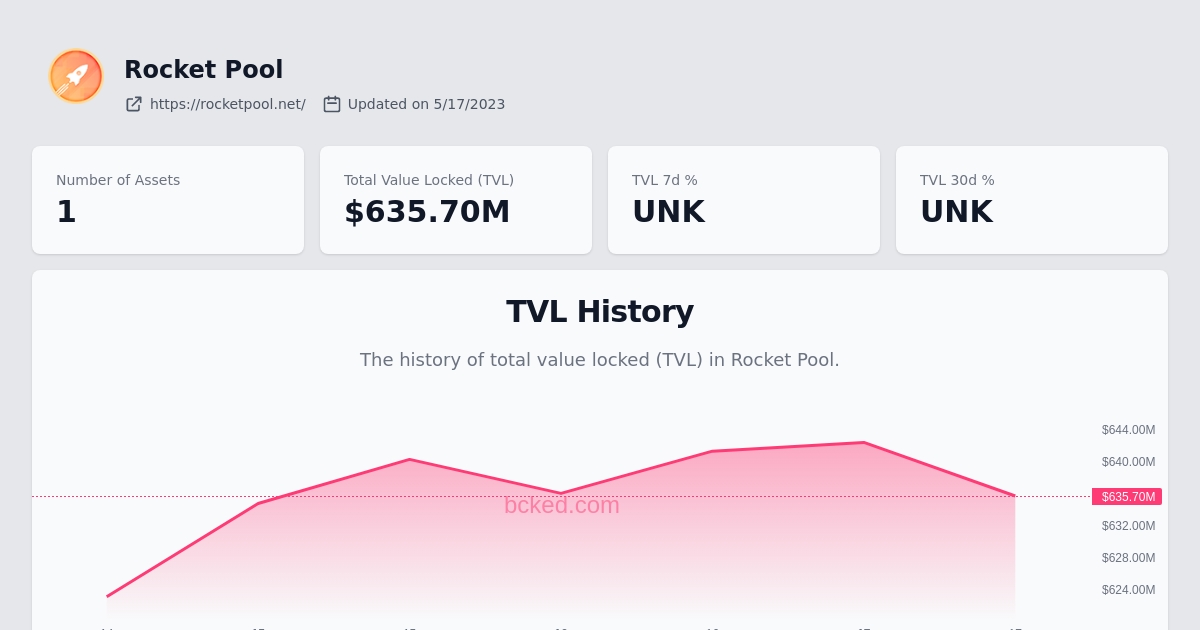 Rocket Pool
https://rocketpool.net/ Updated on 5/17/2023
Number of Assets
1
Total Value Locked (TVL)
$635.70M
TVL 7d %
UNK
TVL 30d %
UNK
TVL History
The history of total value locked (TVL) in Rocket Pool.
$644.00M
$640.00M
$635.70M
bcked.com
$632.00M
$628.00M
$624.00M